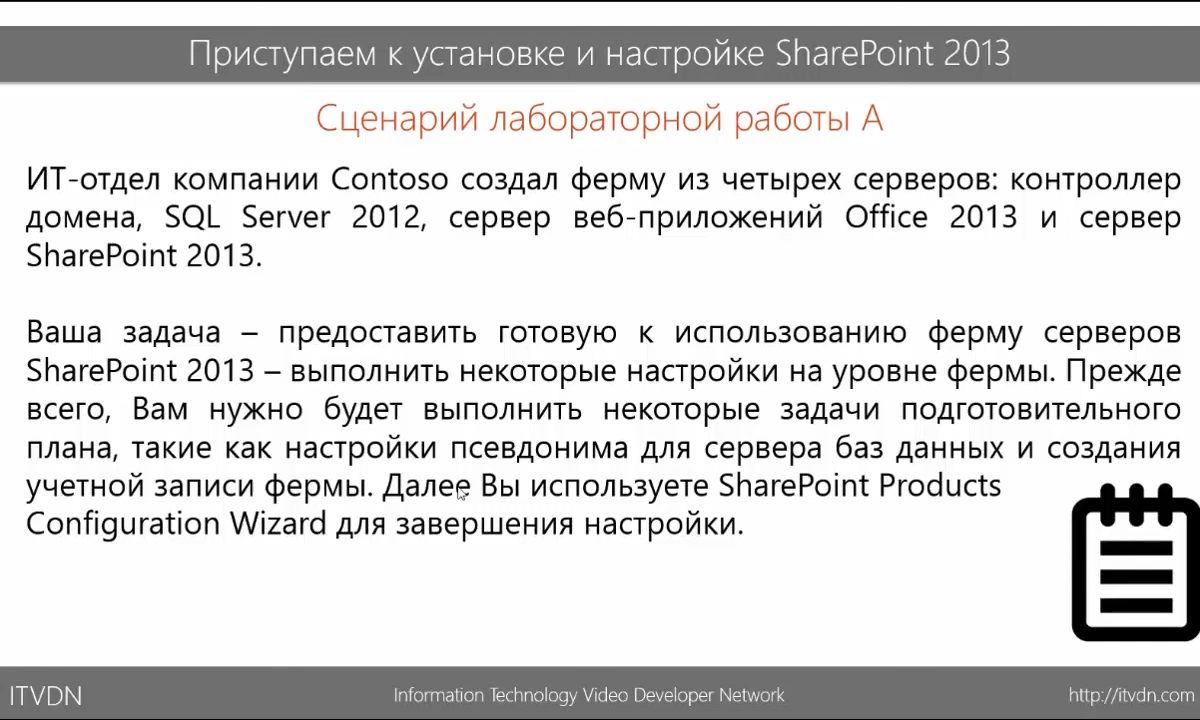 Приступаем к установке и настройке SharePoint 2013
Сценарий лабораторной работы А
ИТ-отдел компании Contoso создал ферму из четырех серверов: контроллер
домена, SQL Server 2012, сервер веб-приложений Office 2013 и сервер
SharePoint 2013.
Ваша задача – предоставить готовую к использованию ферму серверов
SharePoint 2013 – выполнить некоторые настройки на уровне фермы. Прежде
всего, Вам нужно будет выполнить некоторые задачи подготовительного
плана, такие как настройки псевдонима для сервера баз данных и создания
учетной записи фермы. Далее Вы используете SharePoint Products
Configuration Wizard для завершения настройки.
ITVDN
Information Technology Video Developer Network
http://itvdn.com